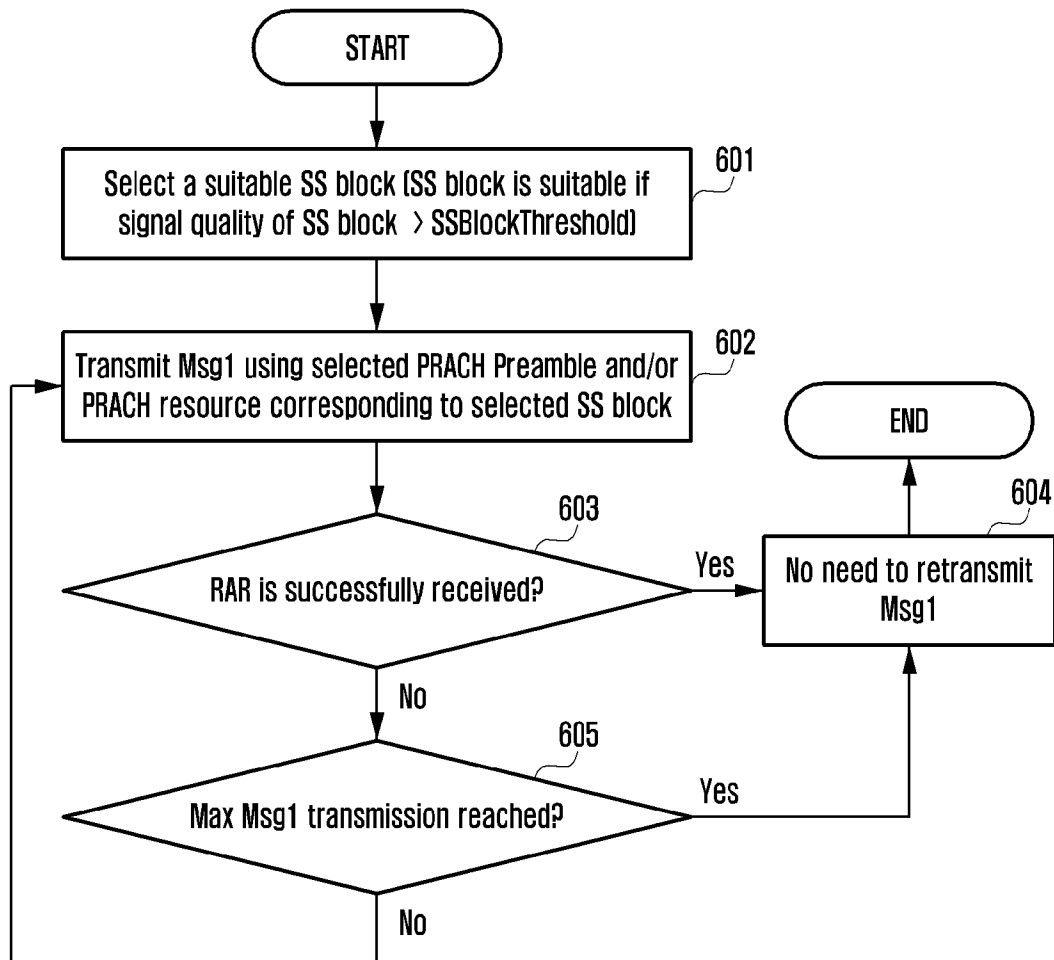 START
601
Select a suitable SS block (SS block is suitable if
signal quality of SS block > SSBlockThreshold)
602
Transmit Msg1 using selected PRACH Preamble and/or
PRACH resource corresponding to selected SS block
END
603
604
RAR is successfully received?
Yes
No need to retransmit
Msg1
No
605
Max Msg1 transmission reached?
Yes
No